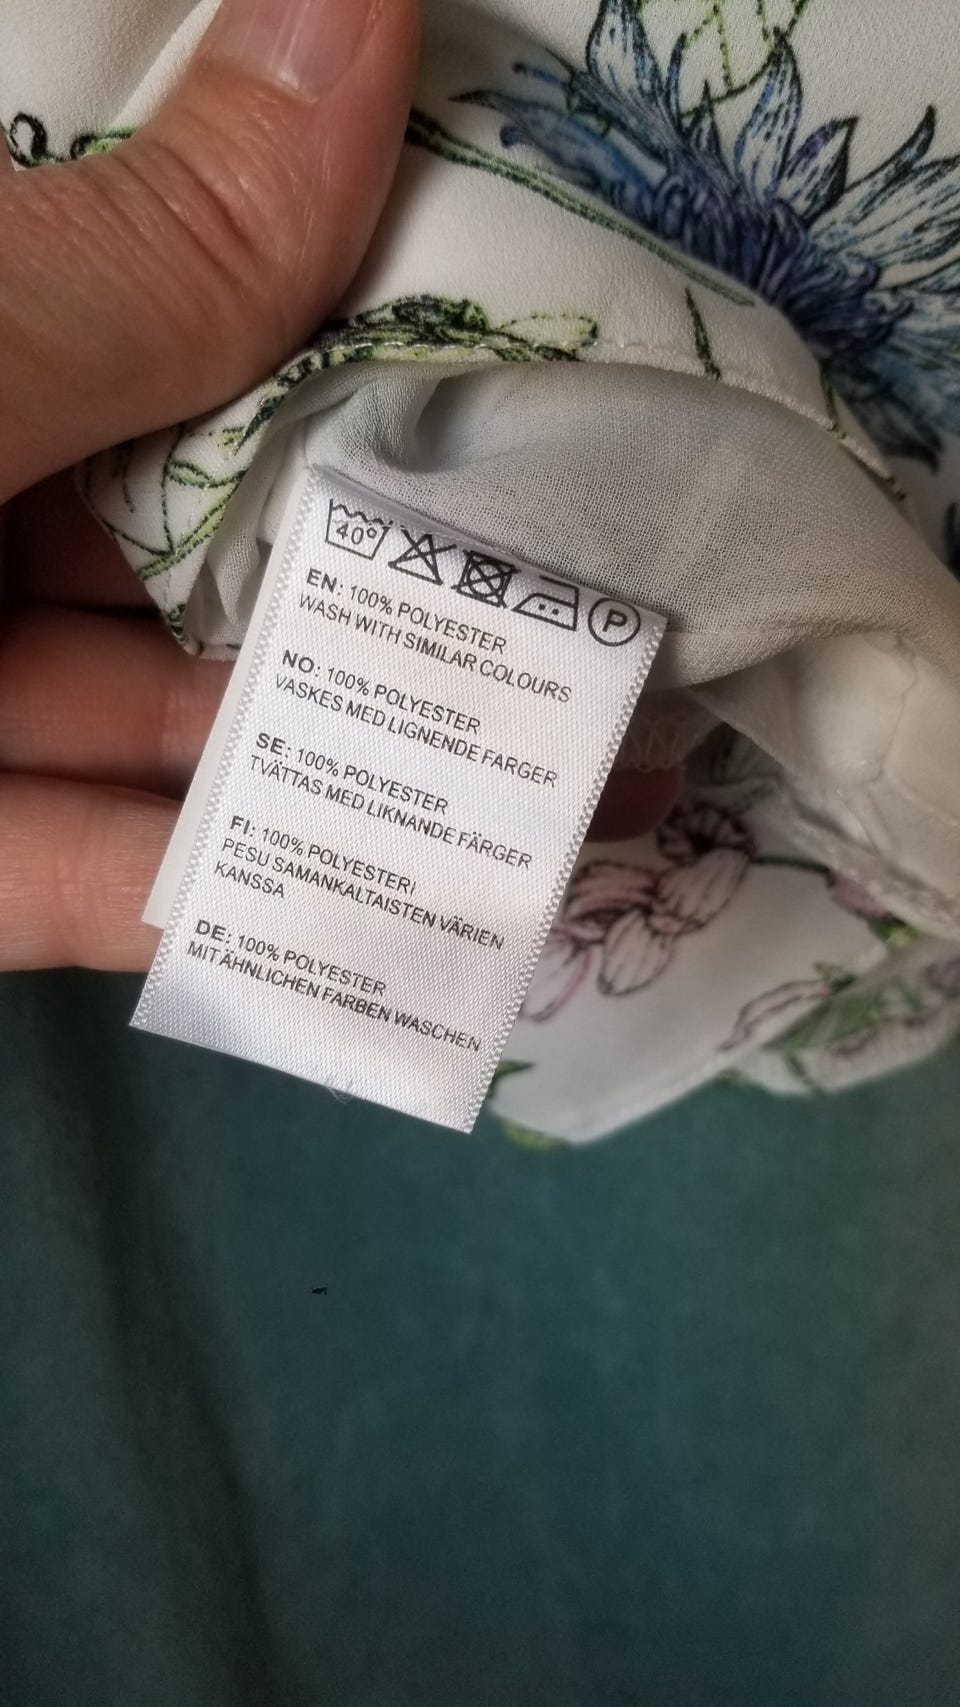 40°
P
EN: 100% POLYESTER
WASH WITH SIMILAR COLOURS
NO: 100% POLYESTER
VASKES MED LIGNENDE FARGER
SE: 100% POLYESTER
TVÄTTAS MED LIKNANDE FÄRGER
FI: 100% POLYESTERI
PESU SAMANKALTAISTEN VÄRIEN
KANSSA
DE: 100% POLYESTER
MIT ÄHNLICHEN FARBEN WASCHEN